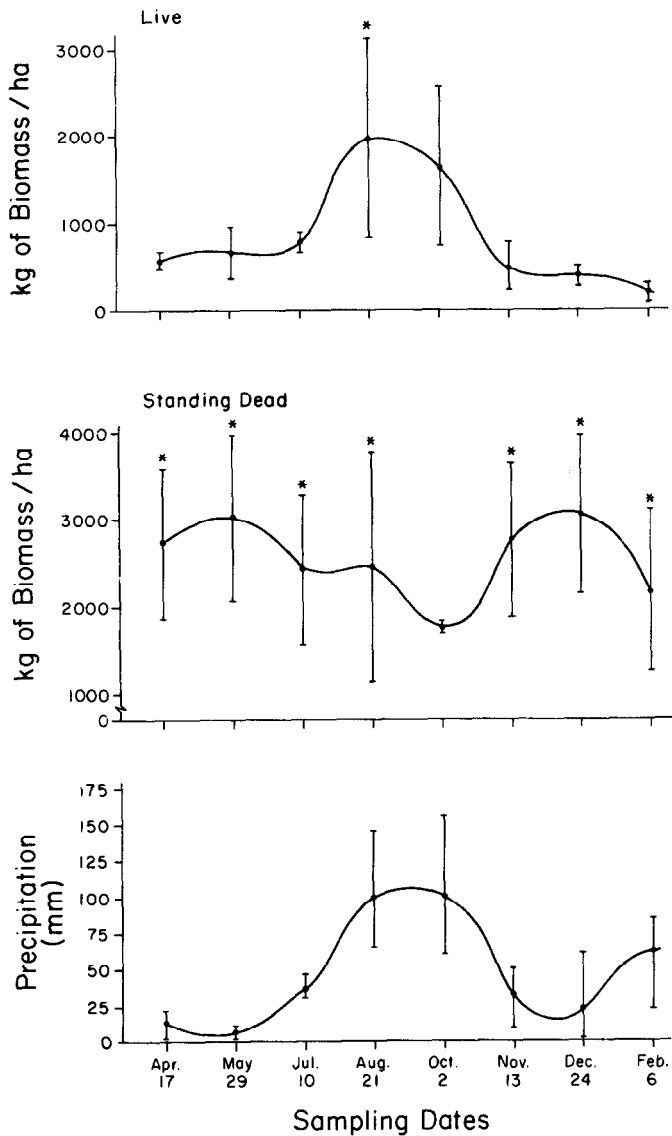 Live
*
3000
2000
1000
0
kg of Biomass / ha
Standing Dead
* * * * * * *
4000
3000
2000
1000
0
kg of Biomass / ha
175
150
125
100
75
50
25
0
Precipitation
(mm)
Apr. May Jul. Aug. Oct. Nov. Dec. Feb.
17 29 10 21 2 13 24 6
Sampling Dates